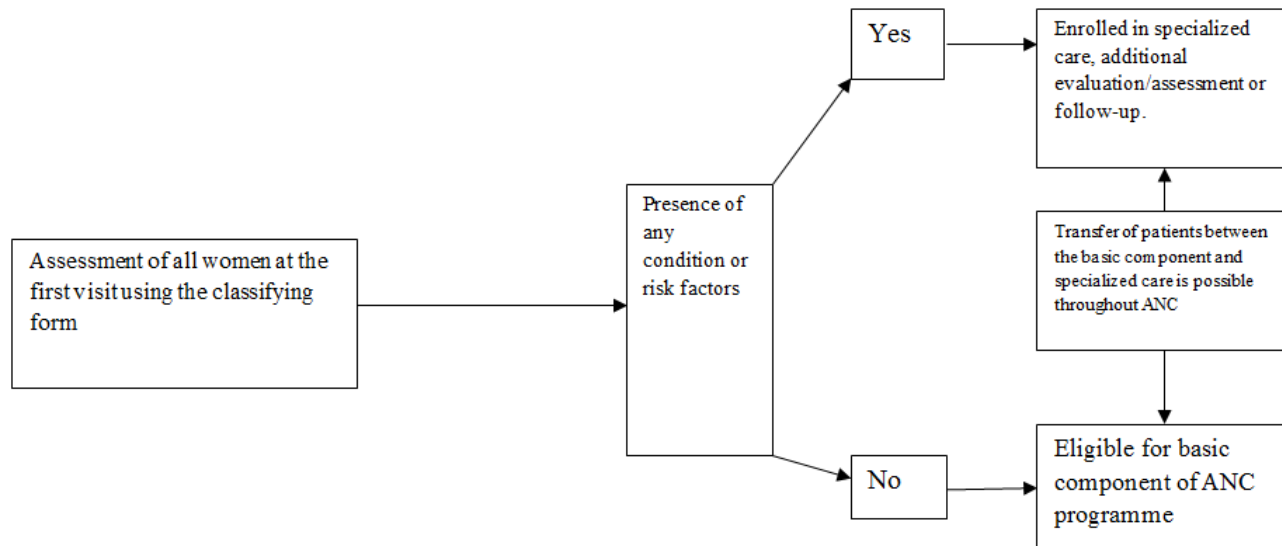 Assessment of all women at the
first visit using the classifying
form
Presence of
any
condition or
risk factors
Yes
Enrolled in specialized
care, additional
evaluation/assessment or
follow-up.
Transfer of patients between
the basic component and
specialized care is possible
throughout ANC
No
Eligible for basic
component of ANC
programme